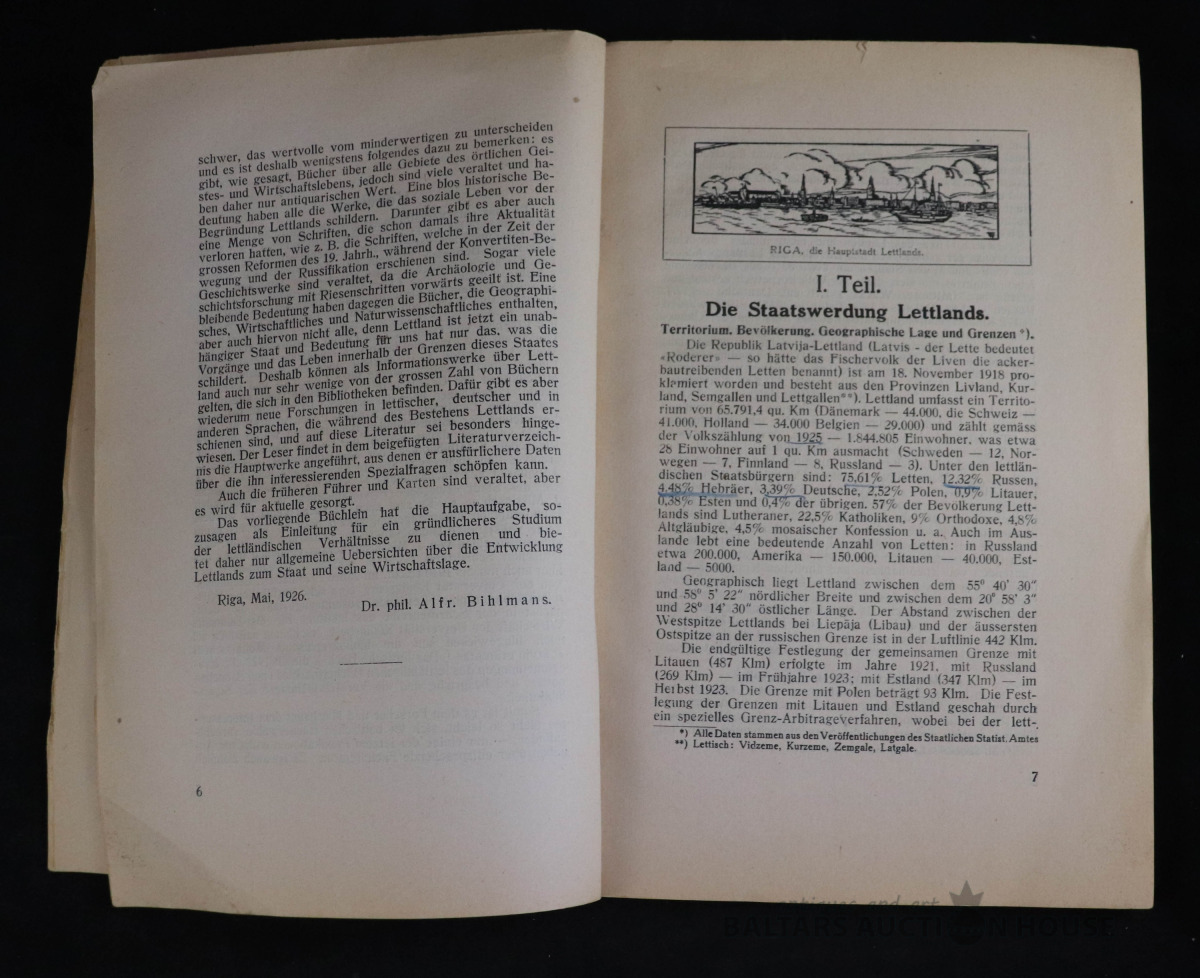 schwer, das wertvolle vom minderwertigen zu unterscheiden
und es ist deshalb wenigstens folgendes dazu zu bemerken: es
gibt, wie gesagt, Bücher über alle Gebiete des örtlichen Gei-
stes- und Wirtschaftslebens, jedoch sind viele veraltet und ha-
ben daher nur antiquarischen Wert. Eine blos historische Be-
deutung haben alle die Werke, die das soziale Leben vor der
Begründung Lettlands schildern. Darunter gibt es aber auch
eine Menge von Schriften, die schon damals ihre Aktualität
verloren hatten, wie z. B. die Schriften, welche in der Zeit der
grossen Reformen des 19. Jahrh., während der Konvertiten-Be-
wegung und der Russifikation erschienen sind. Sogar viele
Geschichtswerke sind veraltet, da die Archäologie und Ge-
schichtsforschung mit Riesenschritten vorwärts geeilt ist. Eine
bleibende Bedeutung haben dagegen die Bücher, die Geographi-
sches, Wirtschaftliches und Naturwissenschaftliches enthalten,
aber auch hiervon nicht alle, denn Lettland ist jetzt ein unab-
hängiger Staat und Bedeutung für uns hat nur das, was die
Vorgänge und das Leben innerhalb der Grenzen dieses Staates
schildert. Deshalb können als Informationswerke über Lett-
land auch nur sehr wenige von der grossen Zahl von Büchern
gelten, die sich in den Bibliotheken befinden. Dafür gibt es aber
wiederum neue Forschungen in lettischer, deutscher und in
anderen Sprachen, die während des Bestehens Lettlands er-
schienen sind, und auf diese Literatur sei besonders hinge-
wiesen. Der Leser findet in dem beigefügten Literaturverzeich-
nis die Hauptwerke angeführt, aus denen er ausfürlichere Daten
über die ihn interessierenden Spezialfragen schöpfen kann.
Auch die früheren Führer und Karten sind veraltet, aber
es wird für aktuelle gesorgt.
Das vorliegende Büchlein hat die Hauptaufgabe, so-
zusagen als Einleitung für ein gründlicheres Studium
der lettländischen Verhältnisse zu dienen und bie-
tet daher nur allgemeine Uebersichten über die Entwicklung
Lettlands zum Staat und seine Wirtschaftslage.
Riga, Mai, 1926.
Dr. phil. Alfr. Bihlmans.
6
RIGA, die Hauptstadt Lettlands.
I. Teil.
Die Staatswerdung Lettlands.
Territorium. Bevölkerung. Geographische Lage und Grenzen *).
Die Republik Latvija-Lettland (Latvis - der Lette bedeutet
«Roderer» — so hätte das Fischervolk der Liven die acker-
bautreibenden Letten benannt) ist am 18. November 1918 pro-
klamiert worden und besteht aus den Provinzen Livland, Kur-
land, Semgallen und Lettgallen**). Lettland umfasst ein Territo-
rium von 65.791,4 qu. Km (Dänemark — 44.000, die Schweiz —
41.000, Holland — 34.000 Belgien — 29.000) und zählt gemäss
der Volkszählung von 1925 — 1.844.805 Einwohner, was etwa
28 Einwohner auf 1 qu. Km ausmacht (Schweden — 12, Nor-
wegen — 7, Finnland — 8, Russland — 3). Unter den lettlän-
dischen Staatsbürgern sind: 75,61% Letten, 12,32% Russen,
4,48% Hebräer, 3,39% Deutsche, 2,52% Polen, 0,9% Litauer,
0,38% Esten und 0,4% der übrigen. 57% der Bevölkerung Lett-
lands sind Lutheraner, 22,5% Katholiken, 9% Orthodoxe, 4,8%
Altgläubige, 4,5% mosaischer Konfession u. a. Auch im Aus-
lande lebt eine bedeutende Anzahl von Letten: in Russland
etwa 200.000, Amerika — 150.000, Litauen — 40.000, Est-
land — 5000.
Geographisch liegt Lettland zwischen dem 55° 40' 30"
und 58° 5' 22" nördlicher Breite und zwischen dem 20° 58' 3"
und 28° 14' 30" östlicher Länge. Der Abstand zwischen der
Westspitze Lettlands bei Liepāja (Libau) und der äussersten
Ostspitze an der russischen Grenze ist in der Luftlinie 442 Klm.
Die endgültige Festlegung der gemeinsamen Grenze mit
Litauen (487 Klm) erfolgte im Jahre 1921, mit Russland
(269 Klm) — im Frühjahre 1923; mit Estland (347 Klm) — im
Herbst 1923. Die Grenze mit Polen beträgt 93 Klm. Die Fest-
legung der Grenzen mit Litauen und Estland geschah durch
ein spezielles Grenz-Arbitrageverfahren, wobei bei der lett-
*) Alle Daten stammen aus den Veröffentlichungen des Staatlichen Statist. Amtes
**) Lettisch: Vidzeme, Kurzeme, Zemgale, Latgale.
7
antiques and art
BALTARS AUCTION HOUSE